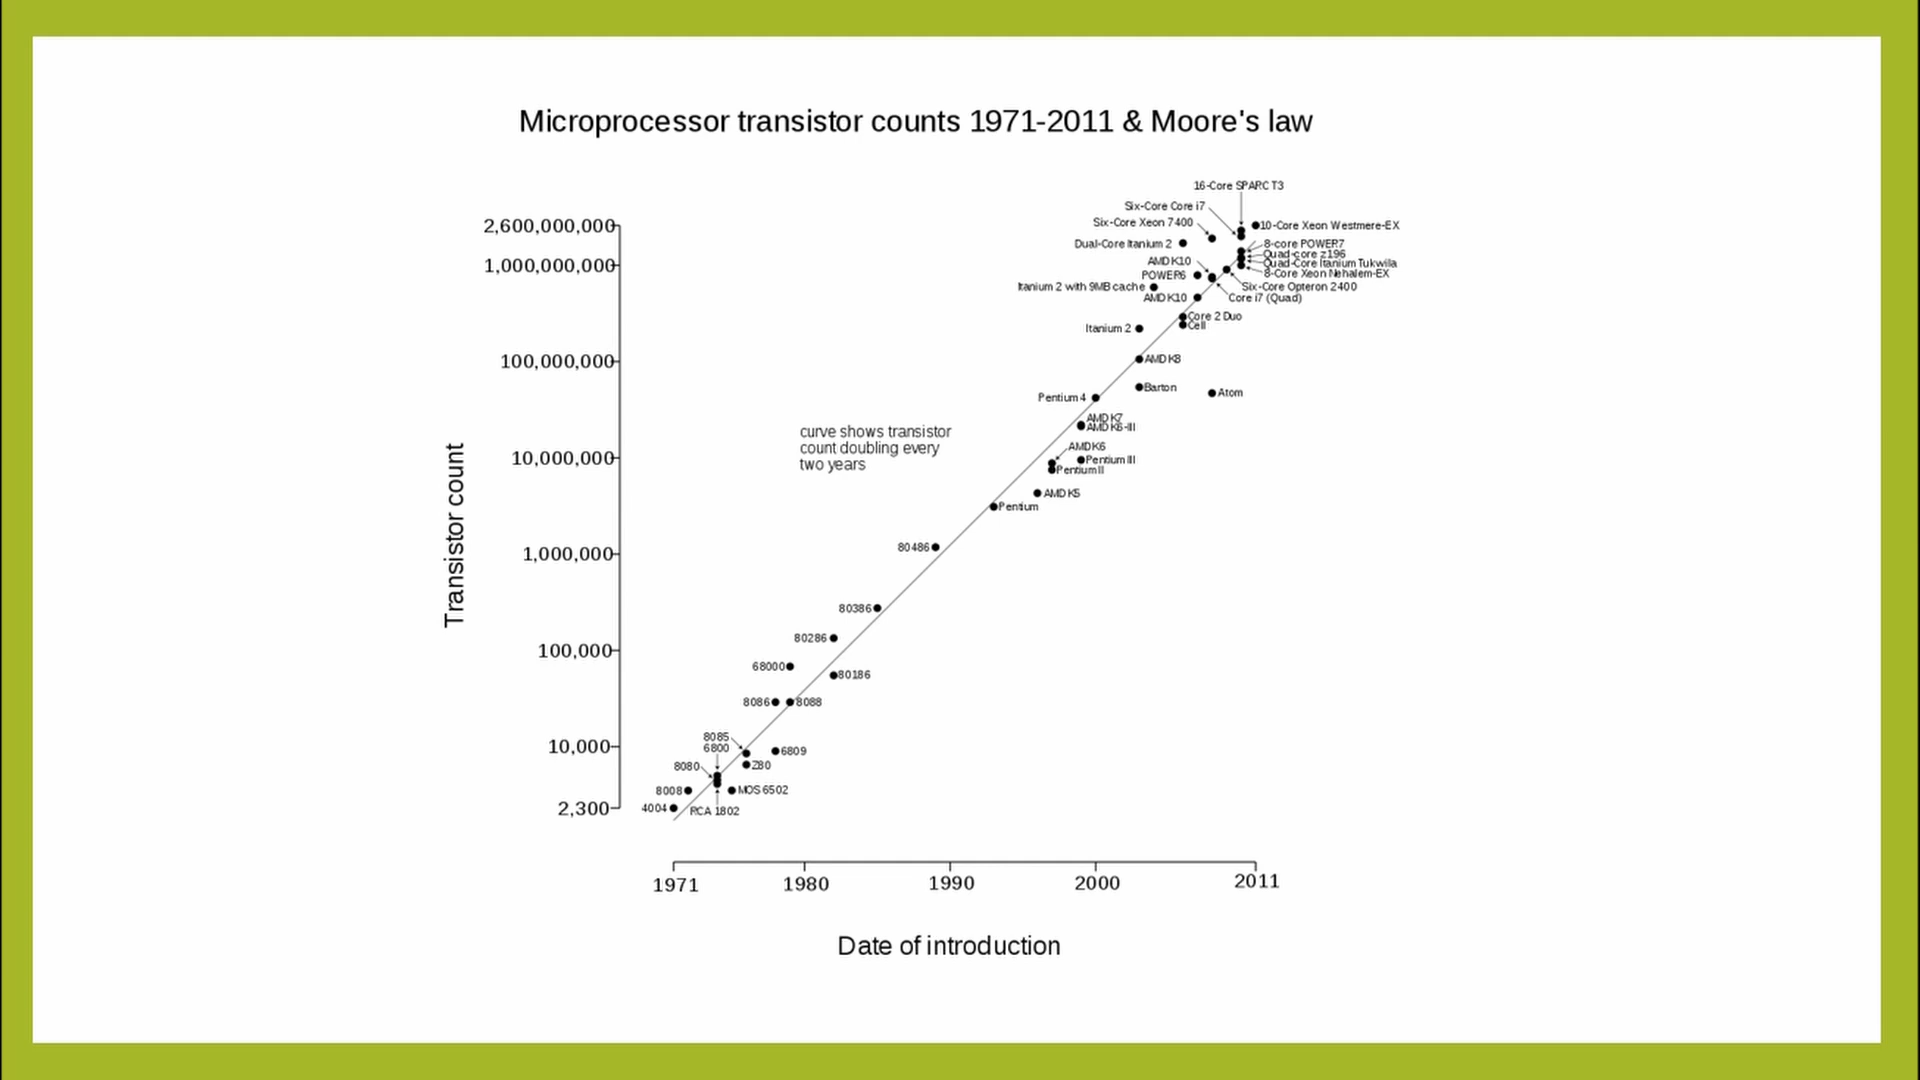 Microprocessor transistor counts 1971-2011 & Moore's law
16-Core SPARC T3
Six-Core Core i7
Six-Core Xeon 7400
10-Core Xeon Westmere-EX
Dual-Core Itanium 2
8-core POWER7
Quad-core z196
AMD K10
Quad-Core Itanium Tukwila
POWER6
8-Core Xeon Nehalem-EX
Itanium 2 with 9MB cache
Six-Core Opteron 2400
AMD K10
Core i7 (Quad)
Core 2 Duo
Cell
Itanium 2
AMD K8
Barton
Atom
Pentium 4
AMD K7
AMD K6-III
curve shows transistor
count doubling every
two years
AMD K6
Pentium III
Pentium II
AMD K5
Pentium
80486
80386
80286
68000
80186
8086
8088
8085
6800
6809
8080
Z80
8008
MOS 6502
4004
RCA 1802
Transistor count
2,600,000,000
1,000,000,000
100,000,000
10,000,000
1,000,000
100,000
10,000
2,300
1971
1980
1990
2000
2011
Date of introduction